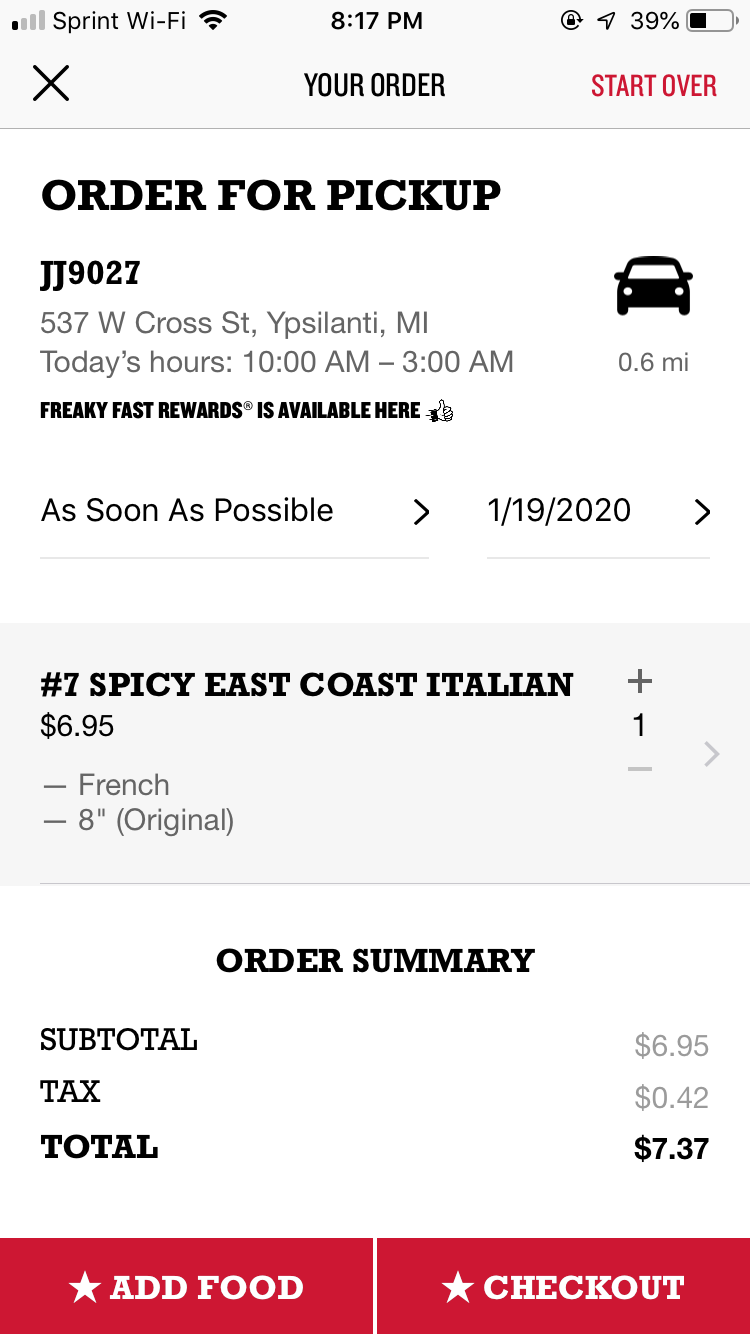 Sprint Wi-Fi 8:17 PM 39%
YOUR ORDER START OVER
ORDER FOR PICKUP
JJ9027
537 W Cross St, Ypsilanti, MI
Today's hours: 10:00 AM – 3:00 AM 0.6 mi
FREAKY FAST REWARDS® IS AVAILABLE HERE
As Soon As Possible 1/19/2020
#7 SPICY EAST COAST ITALIAN
$6.95 1
— French
— 8" (Original)
ORDER SUMMARY
SUBTOTAL $6.95
TAX $0.42
TOTAL $7.37
★ ADD FOOD ★ CHECKOUT